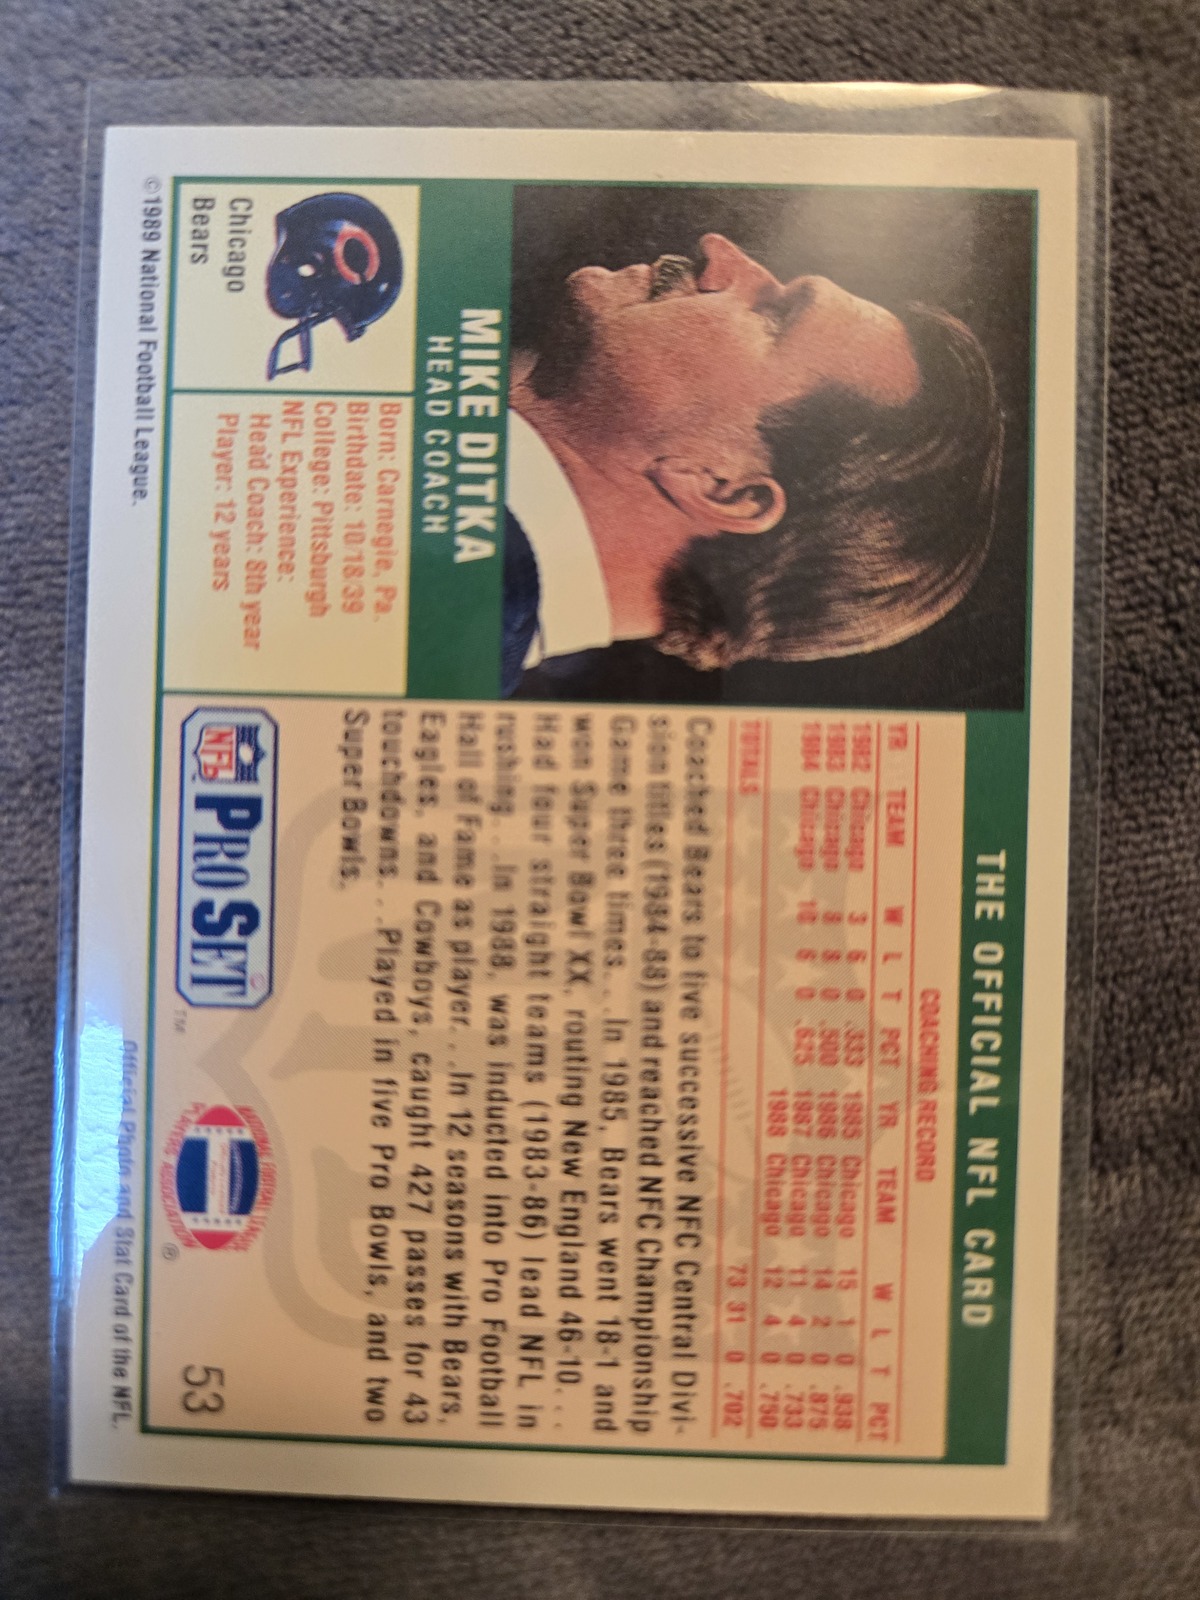 THE OFFICIAL NFL CARD
MIKE DITKA
HEAD COACH
Chicago
Bears
Born: Carnegie, Pa.
Birthdate: 10/18/39
College: Pittsburgh
NFL Experience:
Head Coach: 8th year
Player: 12 years
COACHING RECORD
YR TEAM W L T PCT YR. TEAM W L T PCT
1982 Chicago 3 6 0 .333 1985 Chicago 15 1 0 .938
1983 Chicago 8 8 0 .500 1986 Chicago 14 2 0 .875
1984 Chicago 10 6 0 .625 1987 Chicago 11 4 0 .733
1988 Chicago 12 4 0 .750
TOTALS 73 31 0 .702
Coached Bears to five successive NFC Central Divi-
sion titles (1984-88) and reached NFC Championship
Game three times. . .In 1985, Bears went 18-1 and
won Super Bowl XX, routing New England 46-10. . .
Had four straight teams (1983-86) lead NFL in
rushing. . .In 1988, was inducted into Pro Football
Hall of Fame as player. . .In 12 seasons with Bears,
Eagles, and Cowboys, caught 427 passes for 43
touchdowns. . .Played in five Pro Bowls, and two
Super Bowls.
NFL PRO SET ™
NATIONAL FOOTBALL LEAGUE
PLAYERS ASSOCIATION ®
53
©1989 National Football League.
Official Photo and Stat Card of the NFL.